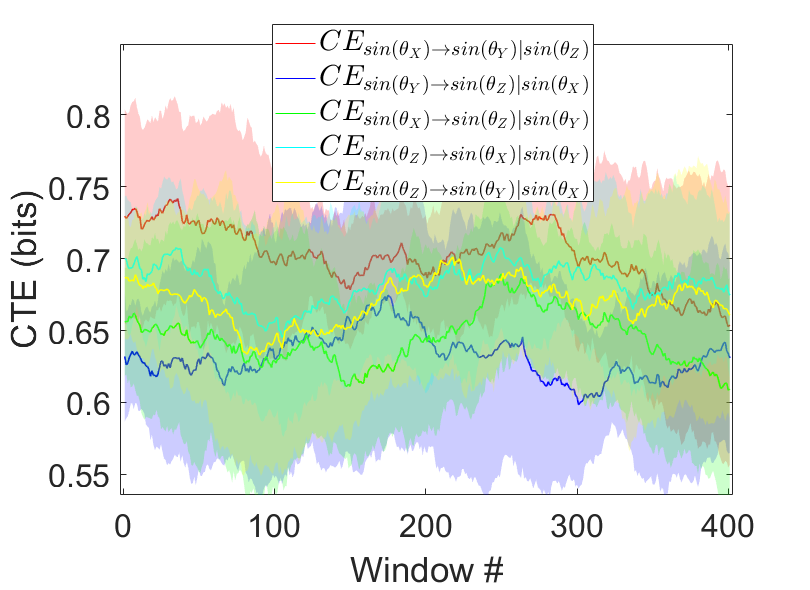 CE_{sin(θ_X)→sin(θ_Y)|sin(θ_Z)}
CE_{sin(θ_Y)→sin(θ_Z)|sin(θ_X)}
CE_{sin(θ_X)→sin(θ_Z)|sin(θ_Y)}
CE_{sin(θ_Z)→sin(θ_X)|sin(θ_Y)}
CE_{sin(θ_Z)→sin(θ_Y)|sin(θ_X)}
CTE (bits)
0.8
0.75
0.7
0.65
0.6
0.55
0 100 200 300 400
Window #